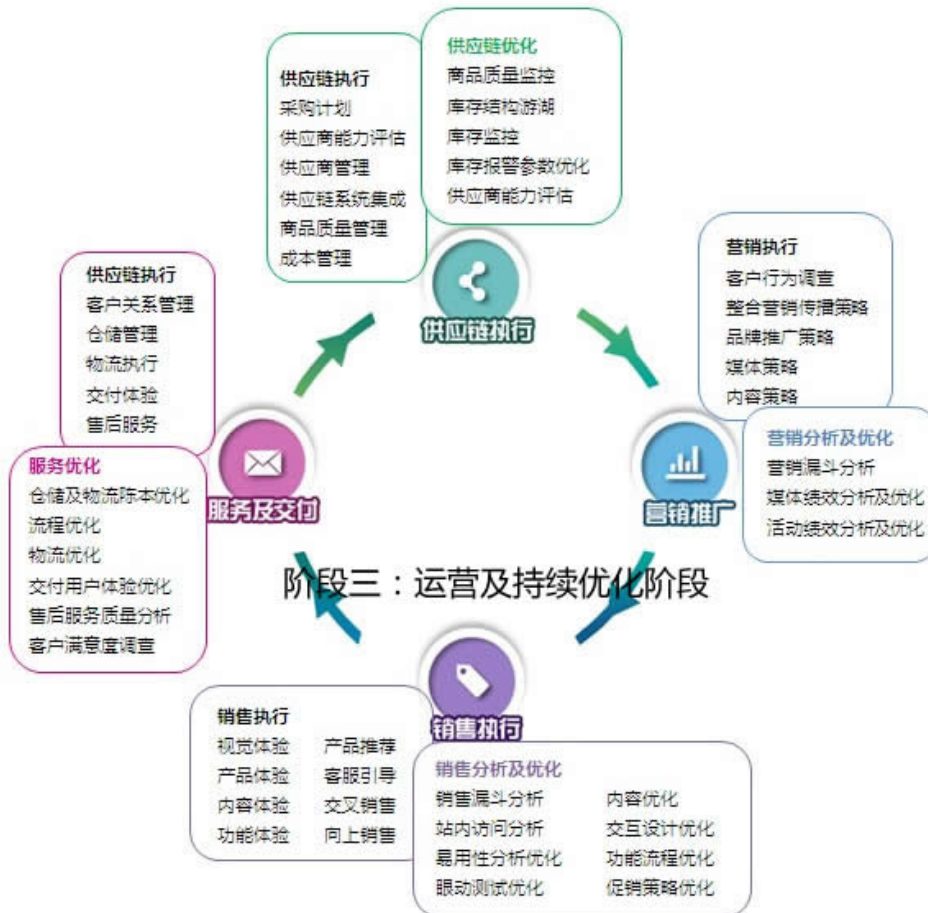 供应链执行
采购计划
供应商能力评估
供应商管理
供应链系统集成
商品质量管理
成本管理
供应链优化
商品质量监控
库存结构游湖
库存监控
库存报警参数优化
供应商能力评估
供应链执行
营销执行
客户行为调查
整合营销传播策略
品牌推广策略
媒体策略
内容策略
营销分析及优化
营销漏斗分析
媒体绩效分析及优化
活动绩效分析及优化
营销推广
供应链执行
客户关系管理
仓储管理
物流执行
交付体验
售后服务
服务优化
仓储及物流陈本优化
流程优化
物流优化
交付用户体验优化
售后服务质量分析
客户满意度调查
服务及交付
阶段三：运营及持续优化阶段
销售执行
销售执行
视觉体验 产品推荐
产品体验 客服引导
内容体验 交叉销售
功能体验 向上销售
销售分析及优化
销售漏斗分析 内容优化
站内访问分析 交互设计优化
易用性分析优化 功能流程优化
眼动测试优化 促销策略优化